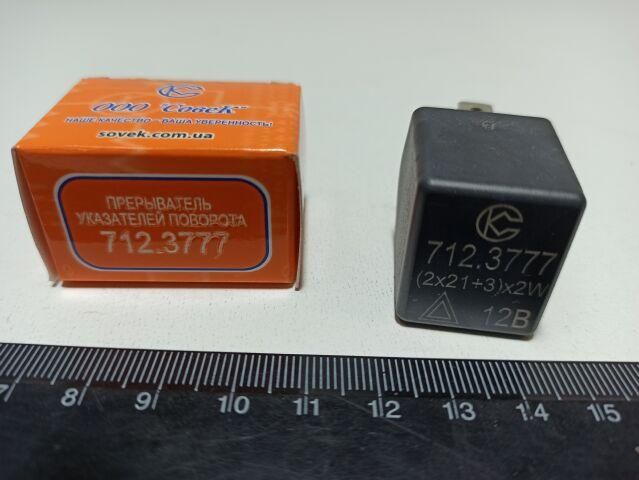 ООО "СовеК"
НАШЕ КАЧЕСТВО - ВАША УВЕРЕННОСТЬ!
sovek.com.ua
ПРЕРЫВАТЕЛЬ
УКАЗАТЕЛЕЙ ПОВОРОТА
712.3777
712.3777
(2x21+3)x2W
12В
7 8 9 10 11 12 13 14 15